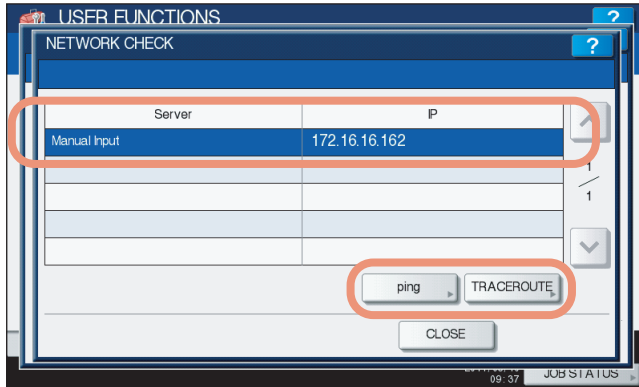 USER FUNCTIONS
?
NETWORK CHECK
?
Server IP
Manual Input 172.16.16.162
1
1
ping TRACEROUTE
CLOSE
09:37 JOB STATUS